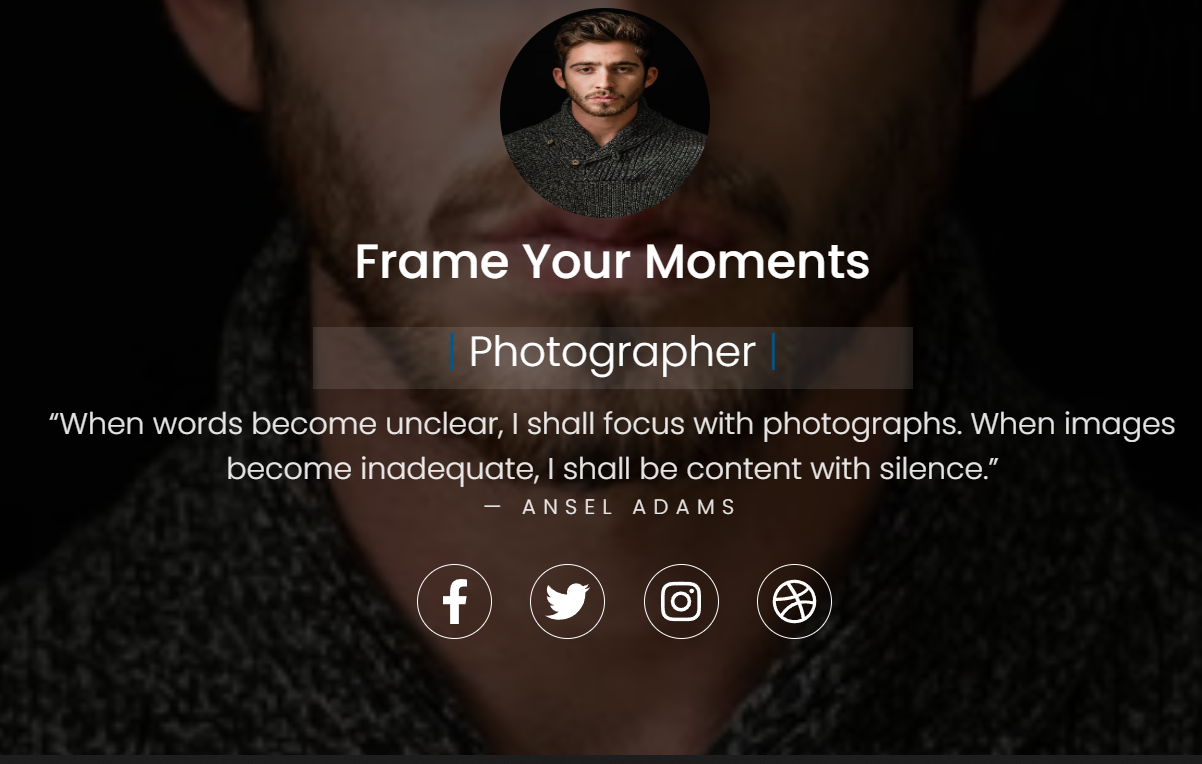 Frame Your Moments
| Photographer |
“When words become unclear, I shall focus with photographs. When images
become inadequate, I shall be content with silence.”
— ANSEL ADAMS